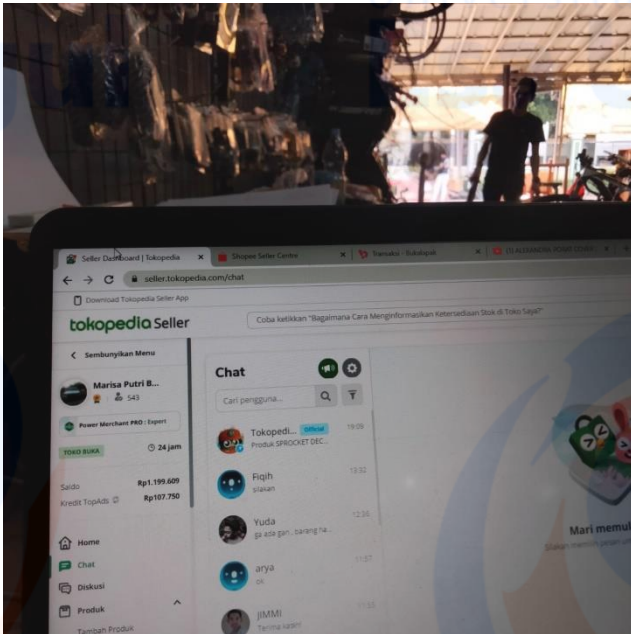 Seller Dashboard | Tokopedia
Shopee Seller Centre
Transaksi - Bukalapak
seller.tokopedia.com/chat
Download Tokopedia Seller App
tokopedia Seller
Coba ketikkan "Bagaimana Cara Menginformasikan Ketersediaan Stok di Toko Saya?"
Sembunyikan Menu
Marisa Putri B...
543
Power Merchant PRO : Expert
TOKO BUKA
24 jam
Saldo
Rp1.199.609
Kredit TopAds
Rp107.750
Home
Chat
Diskusi
Produk
Tambah Produk
Chat
Cari pengguna...
Tokopedi...
Official
19:09
Produk SPROCKET DEC...
Fiqih
13:32
silakan
Yuda
12:36
ga ada gan...barang na...
arya
11:57
ok
JIMMI
Terima kasih!
Mari memul